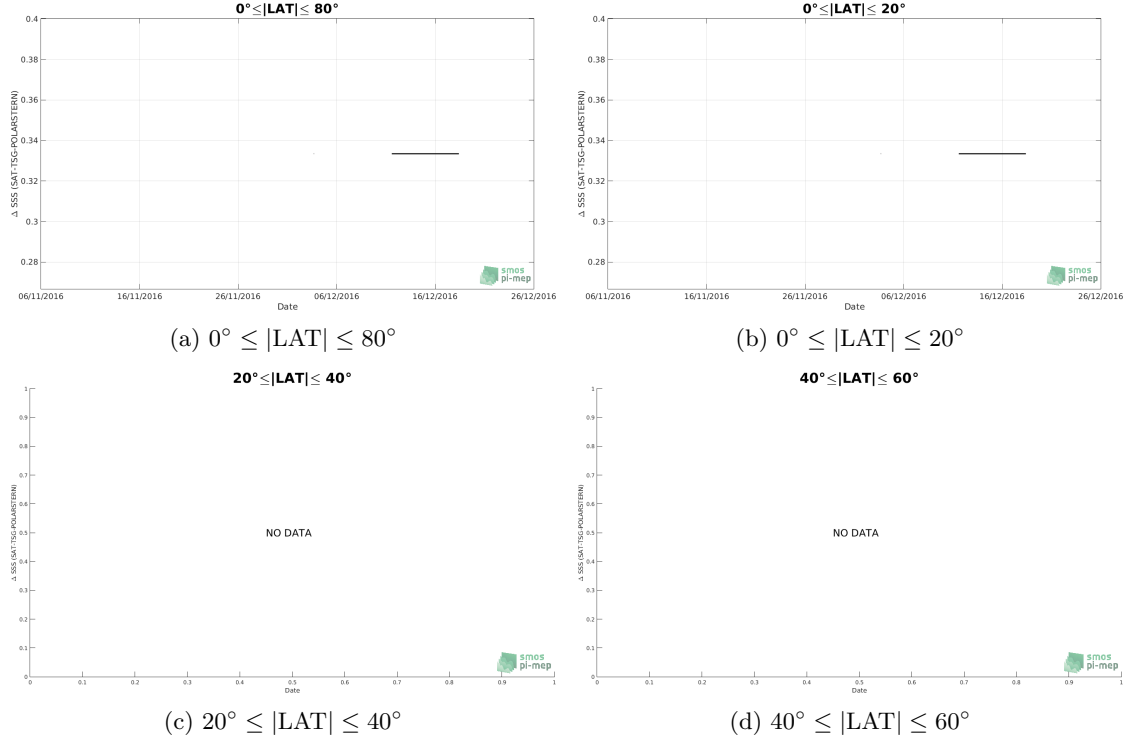 0°≤|LAT|≤ 80°
Δ SSS (SAT-TSG-POLARSTERN)
0.4
0.38
0.36
0.34
0.32
0.3
0.28
06/11/2016 16/11/2016 26/11/2016 06/12/2016 16/12/2016 26/12/2016
Date
smos
pi-mep
(a) 0° ≤ |LAT| ≤ 80°
0°≤|LAT|≤ 20°
Δ SSS (SAT-TSG-POLARSTERN)
0.4
0.38
0.36
0.34
0.32
0.3
0.28
06/11/2016 16/11/2016 26/11/2016 06/12/2016 16/12/2016 26/12/2016
Date
smos
pi-mep
(b) 0° ≤ |LAT| ≤ 20°
20°≤|LAT|≤ 40°
Δ SSS (SAT-TSG-POLARSTERN)
1
0.9
0.8
0.7
0.6
0.5
0.4
0.3
0.2
0.1
0
NO DATA
0 0.1 0.2 0.3 0.4 0.5 0.6 0.7 0.8 0.9 1
Date
smos
pi-mep
(c) 20° ≤ |LAT| ≤ 40°
40°≤|LAT|≤ 60°
Δ SSS (SAT-TSG-POLARSTERN)
1
0.9
0.8
0.7
0.6
0.5
0.4
0.3
0.2
0.1
0
NO DATA
0 0.1 0.2 0.3 0.4 0.5 0.6 0.7 0.8 0.9 1
Date
smos
pi-mep
(d) 40° ≤ |LAT| ≤ 60°